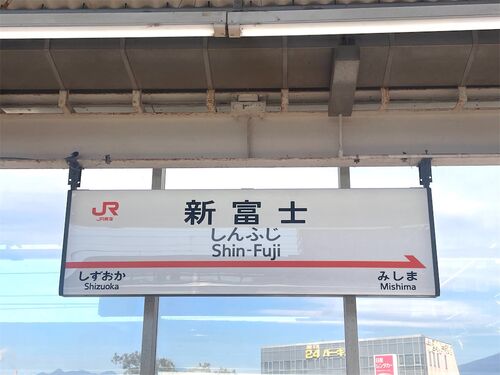 JR
JR東海
新富士
しんふじ
Shin-Fuji
しずおか
Shizuoka
みしま
Mishima
24